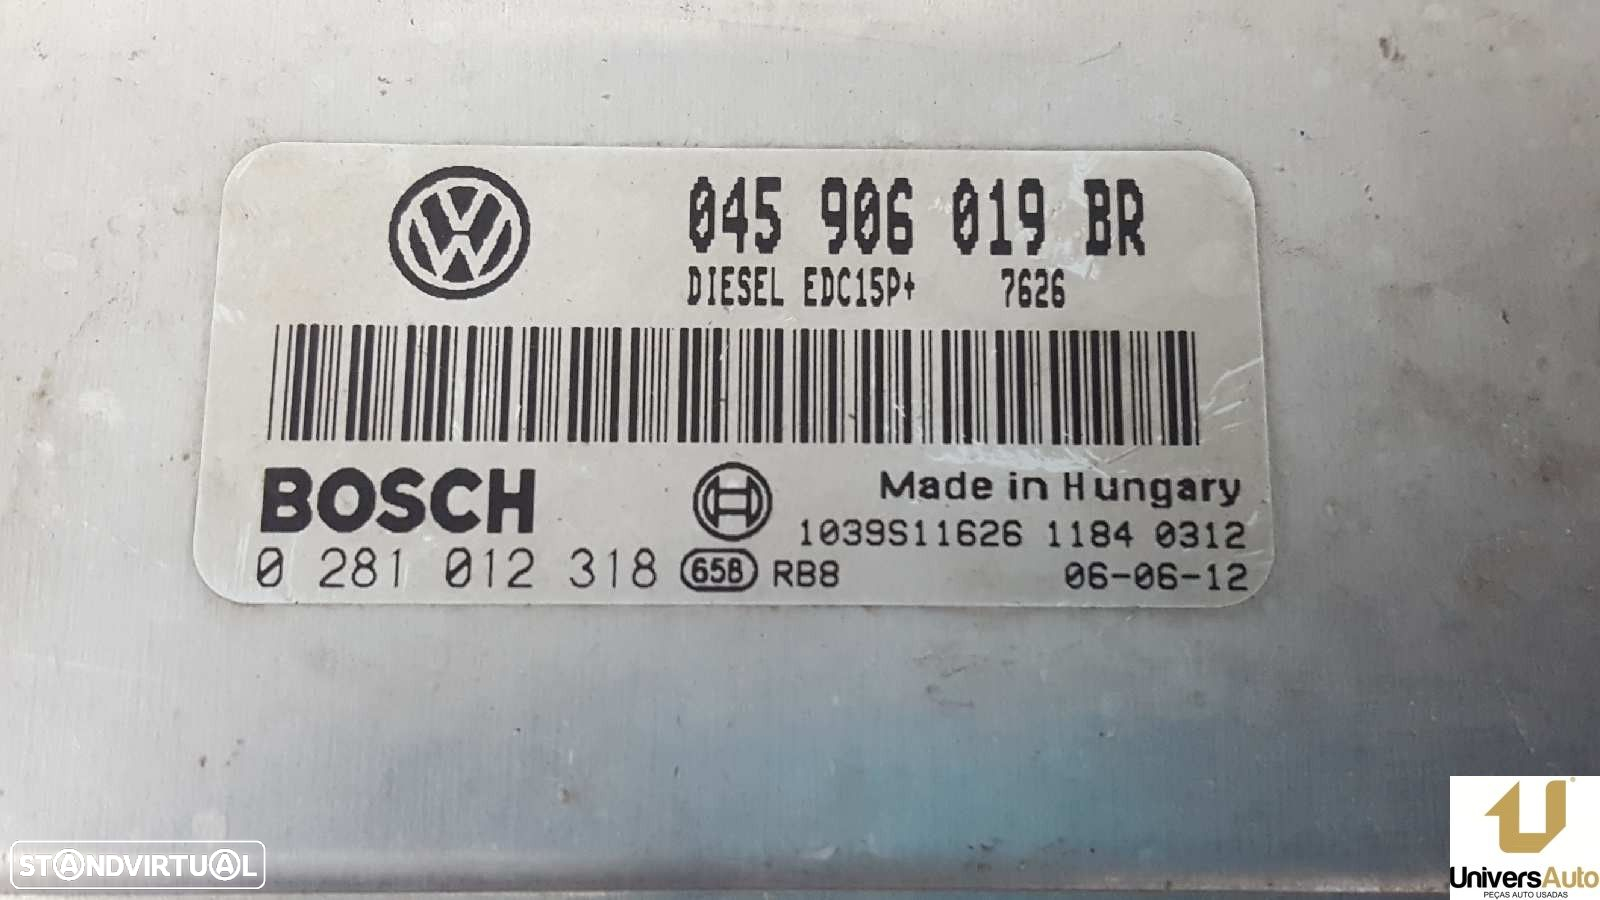 045 906 019 BR
DIESEL EDC15P+ 7626
BOSCH
Made in Hungary
1039S11626 1184 0312
0 281 012 318 658 RB8 06-06-12
STANDVIRTUAL
UniversAuto
PEÇAS AUTO USADAS